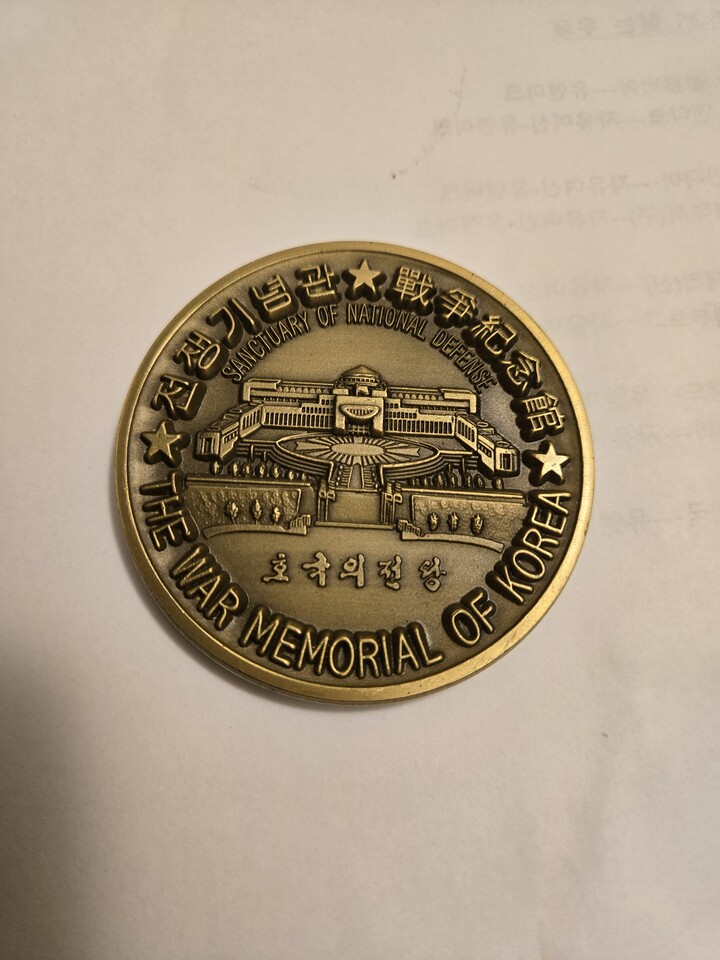 전쟁기념관 ★ 戰爭紀念館
SANCTUARY OF NATIONAL DEFENSE
호국의전당
★ THE WAR MEMORIAL OF KOREA ★